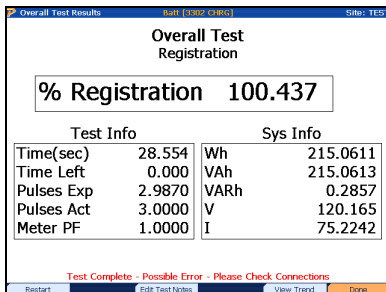 Overall Test Results Batt [3302 CHRG] Site: TES
Overall Test
Registration
% Registration 100.437
Test Info Sys Info
Time(sec) 28.554 Wh 215.0611
Time Left 0.000 VAh 215.0613
Pulses Exp 2.9870 VARh 0.2857
Pulses Act 3.0000 V 120.165
Meter PF 1.0000 I 75.2242
Test Complete - Possible Error - Please Check Connections
Restart Edit Test Notes View Trend Done